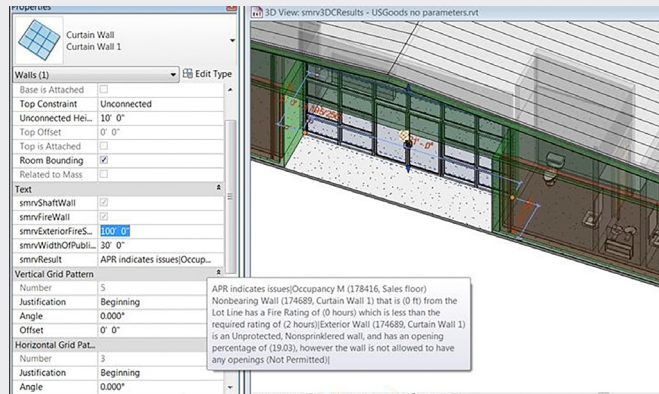 Properties
3D View: smrv3DCResults - USGoods no parameters.rvt
Curtain Wall
Curtain Wall 1
Walls (1)
Edit Type
Base is Attached
Top Constraint Unconnected
Unconnected Hei... 10' 0"
Top Offset 0' 0"
Top is Attached
Room Bounding
Related to Mass
Text
smrvShaftWall
smrvFireWall
smrvExteriorFireS... 100' 0"
smrvWidthOfPubli... 30' 0"
smrvResult APR indicates issues|Occup...
Vertical Grid Pattern
Number 5
Justification Beginning
Angle 0.000°
Offset 0' 0"
Horizontal Grid Pat...
Number 3
Justification Beginning
Angle 0.000°
APR indicates issues|Occupancy M (178416, Sales floor)
Nonbearing Wall (174689, Curtain Wall 1) that is (0 ft) from the
Lot Line has a Fire Rating of (0 hours) which is less than the
required rating of (2 hours)|Exterior Wall (174689, Curtain Wall 1)
is an Unprotected, Nonsprinklered wall, and has an opening
percentage of (19.03), however the wall is not allowed to have
any openings (Not Permitted)|